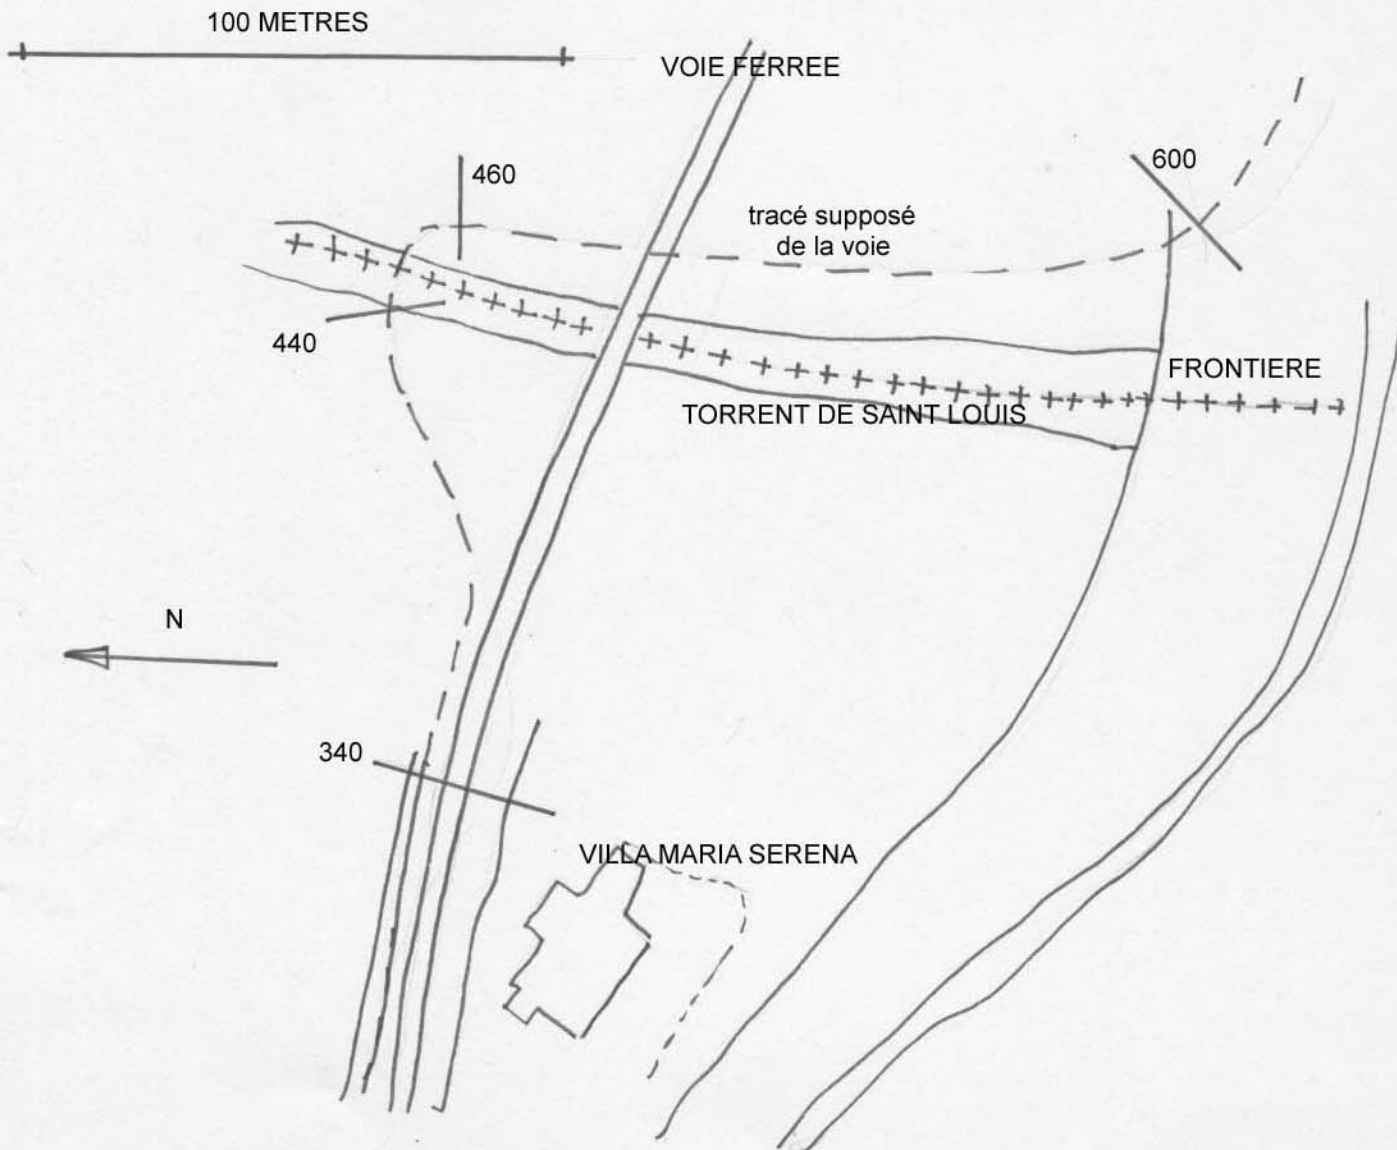 100 METRES
VOIE FERREE
600
460
tracé supposé
de la voie
440
FRONTIERE
TORRENT DE SAINT LOUIS
N
340
VILLA MARIA SERENA